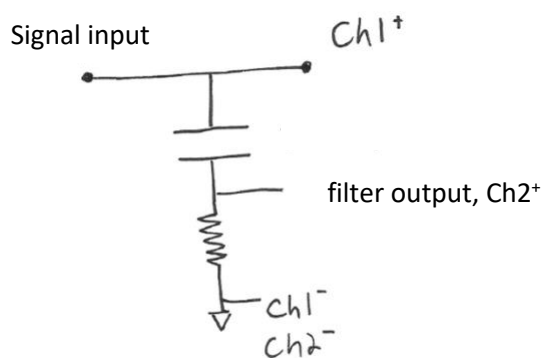 Signal input
Ch1⁺
filter output, Ch2⁺
Ch1⁻
Ch2⁻